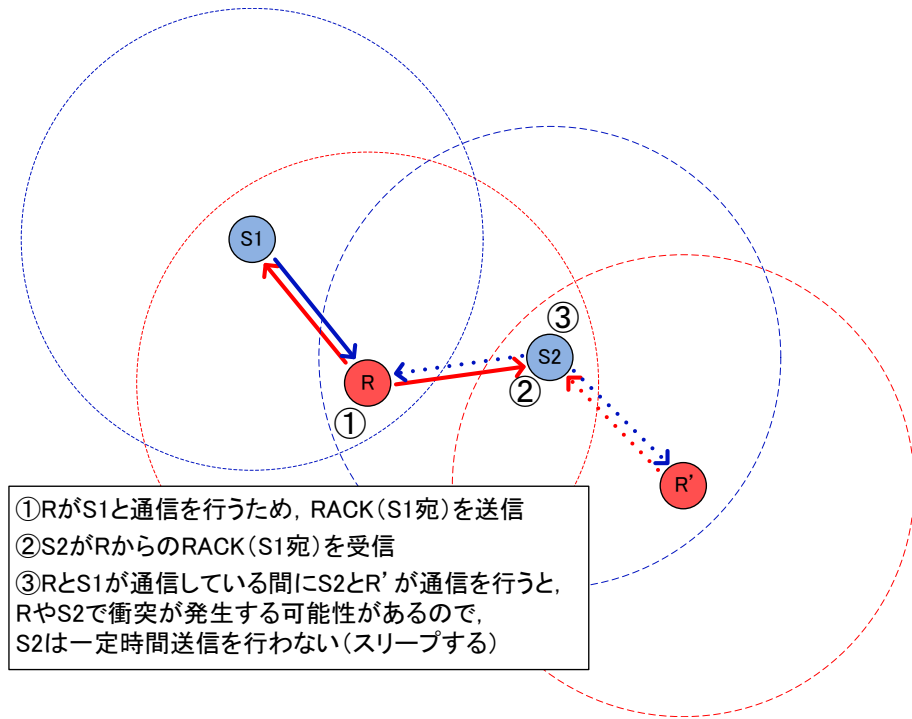 S1
③
S2
R
②
①
R’
①RがS1と通信を行うため，RACK（S1宛）を送信
②S2がRからのRACK（S1宛）を受信
③RとS1が通信している間にS2とR’が通信を行うと，
RやS2で衝突が発生する可能性があるので，
S2は一定時間送信を行わない（スリープする）